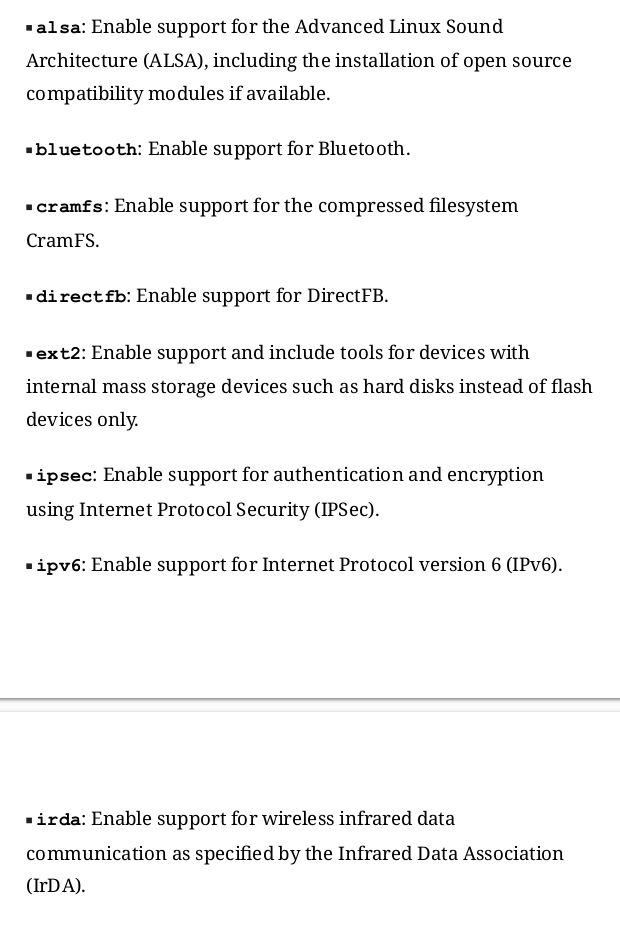 ▪ alsa: Enable support for the Advanced Linux Sound
Architecture (ALSA), including the installation of open source
compatibility modules if available.
▪ bluetooth: Enable support for Bluetooth.
▪ cramfs: Enable support for the compressed filesystem
CramFS.
▪ directfb: Enable support for DirectFB.
▪ ext2: Enable support and include tools for devices with
internal mass storage devices such as hard disks instead of flash
devices only.
▪ ipsec: Enable support for authentication and encryption
using Internet Protocol Security (IPSec).
▪ ipv6: Enable support for Internet Protocol version 6 (IPv6).
▪ irda: Enable support for wireless infrared data
communication as specified by the Infrared Data Association
(IrDA).